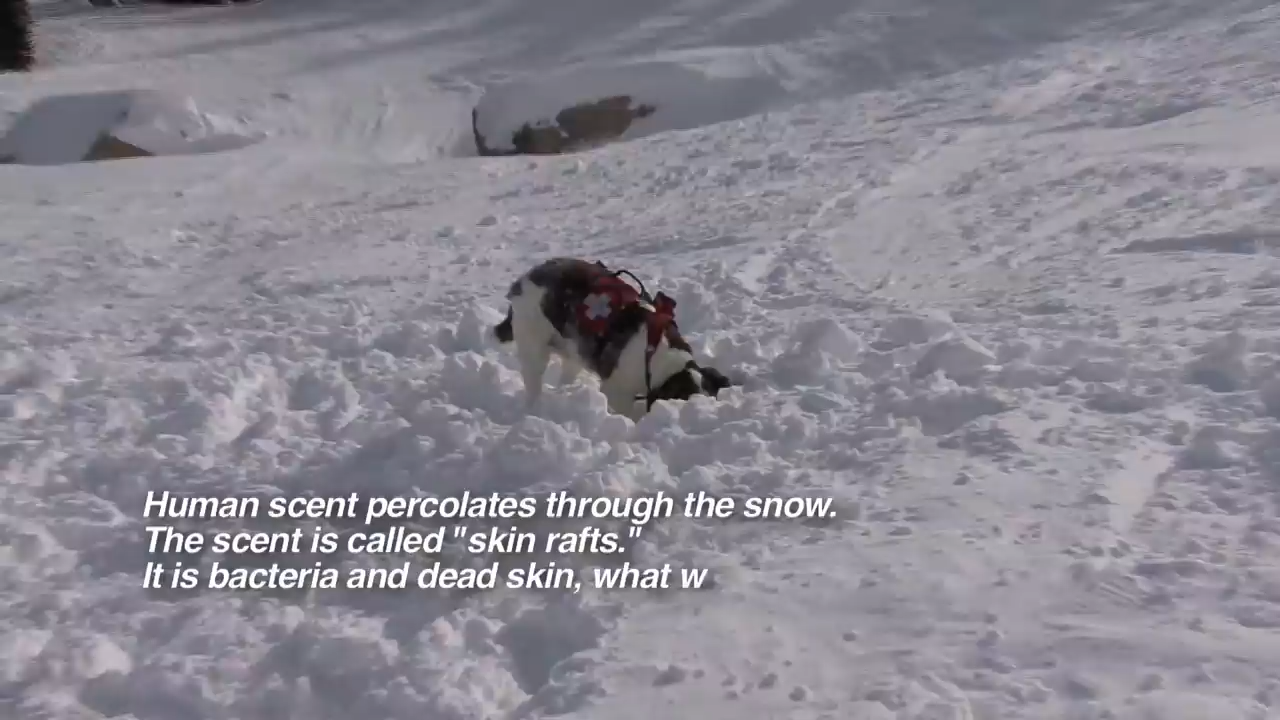 Human scent percolates through the snow.
The scent is called "skin rafts."
It is bacteria and dead skin, what w